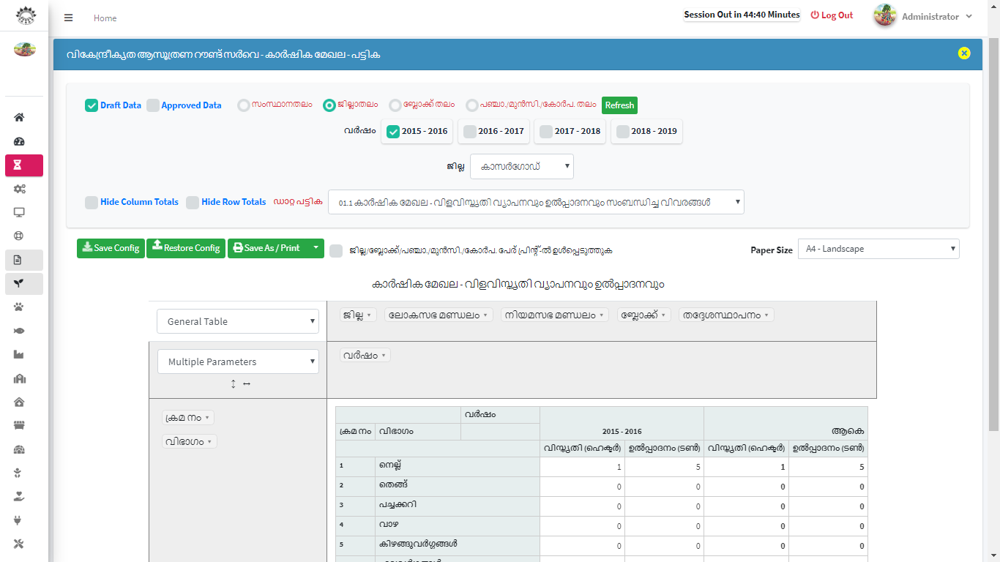 Home
Session Out in 44:40 Minutes
Log Out
Administrator
വികേന്ദ്രീകൃത ആസൂത്രണ റൗണ്ട് സർവെ - കാർഷിക മേഖല - പട്ടിക
Draft Data Approved Data സംസ്ഥാനതലം ജില്ലാതലം ബ്ലോക്ക് തലം പഞ്ചാ./മുൻസി./കോർപ. തലം Refresh
വർഷം 2015 - 2016 2016 - 2017 2017 - 2018 2018 - 2019
ജില്ല കാസർഗോഡ്
Hide Column Totals Hide Row Totals ഡാറ്റ പട്ടിക 01.1 കാർഷിക മേഖല - വിളവിസ്തൃതി വ്യാപനവും ഉൽപ്പാദനവും സംബന്ധിച്ച വിവരങ്ങൾ
Save Config Restore Config Save As / Print ജില്ല/ബ്ലോക്ക്/പഞ്ചാ./മുൻസി./കോർപ. പേര് പ്രിന്റ്-ൽ ഉൾപ്പെടുത്തുക Paper Size A4 - Landscape
കാർഷിക മേഖല - വിളവിസ്തൃതി വ്യാപനവും ഉൽപ്പാദനവും
General Table ജില്ല ലോകസഭ മണ്ഡലം നിയമസഭ മണ്ഡലം ബ്ലോക്ക് തദ്ദേശസ്ഥാപനം
Multiple Parameters വർഷം
ക്രമ നം
വിഭാഗം
വർഷം
ക്രമ നം വിഭാഗം 2015 - 2016 ആകെ
വിസ്തൃതി (ഹെക്ടർ) ഉൽപ്പാദനം (ടൺ) വിസ്തൃതി (ഹെക്ടർ) ഉൽപ്പാദനം (ടൺ)
1 നെല്ല് 1 5 1 5
2 തെങ്ങ് 0 0 0 0
3 പച്ചക്കറി 0 0 0 0
4 വാഴ 0 0 0 0
5 കിഴങ്ങുവർഗ്ഗങ്ങൾ 0 0 0 0